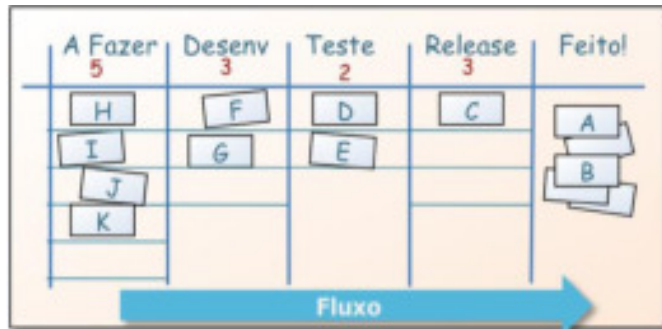 A Fazer Desenv Teste Release Feito!
5 3 2 3
H F D C A
I G E
J B
K
Fluxo